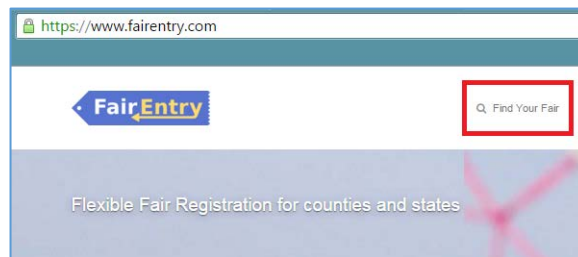 https://www.fairentry.com
FairEntry
Find Your Fair
Flexible Fair Registration for counties and states